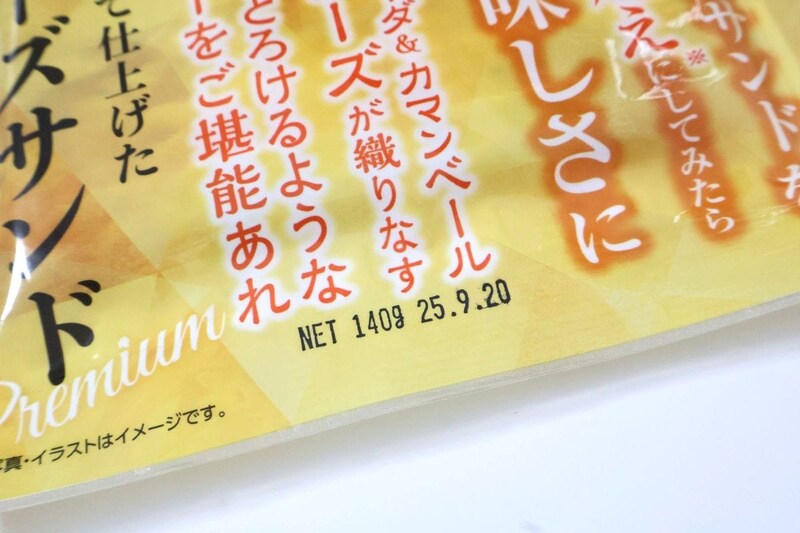 サンド
え※にしてみたら
味しさに
ダ&カマンベール
ーズが織りなす
とろけるような
ーをご堪能あれ
て仕上げた
ーズサンド
Premium
NET 140g 25.9.20
真・イラストはイメージです。